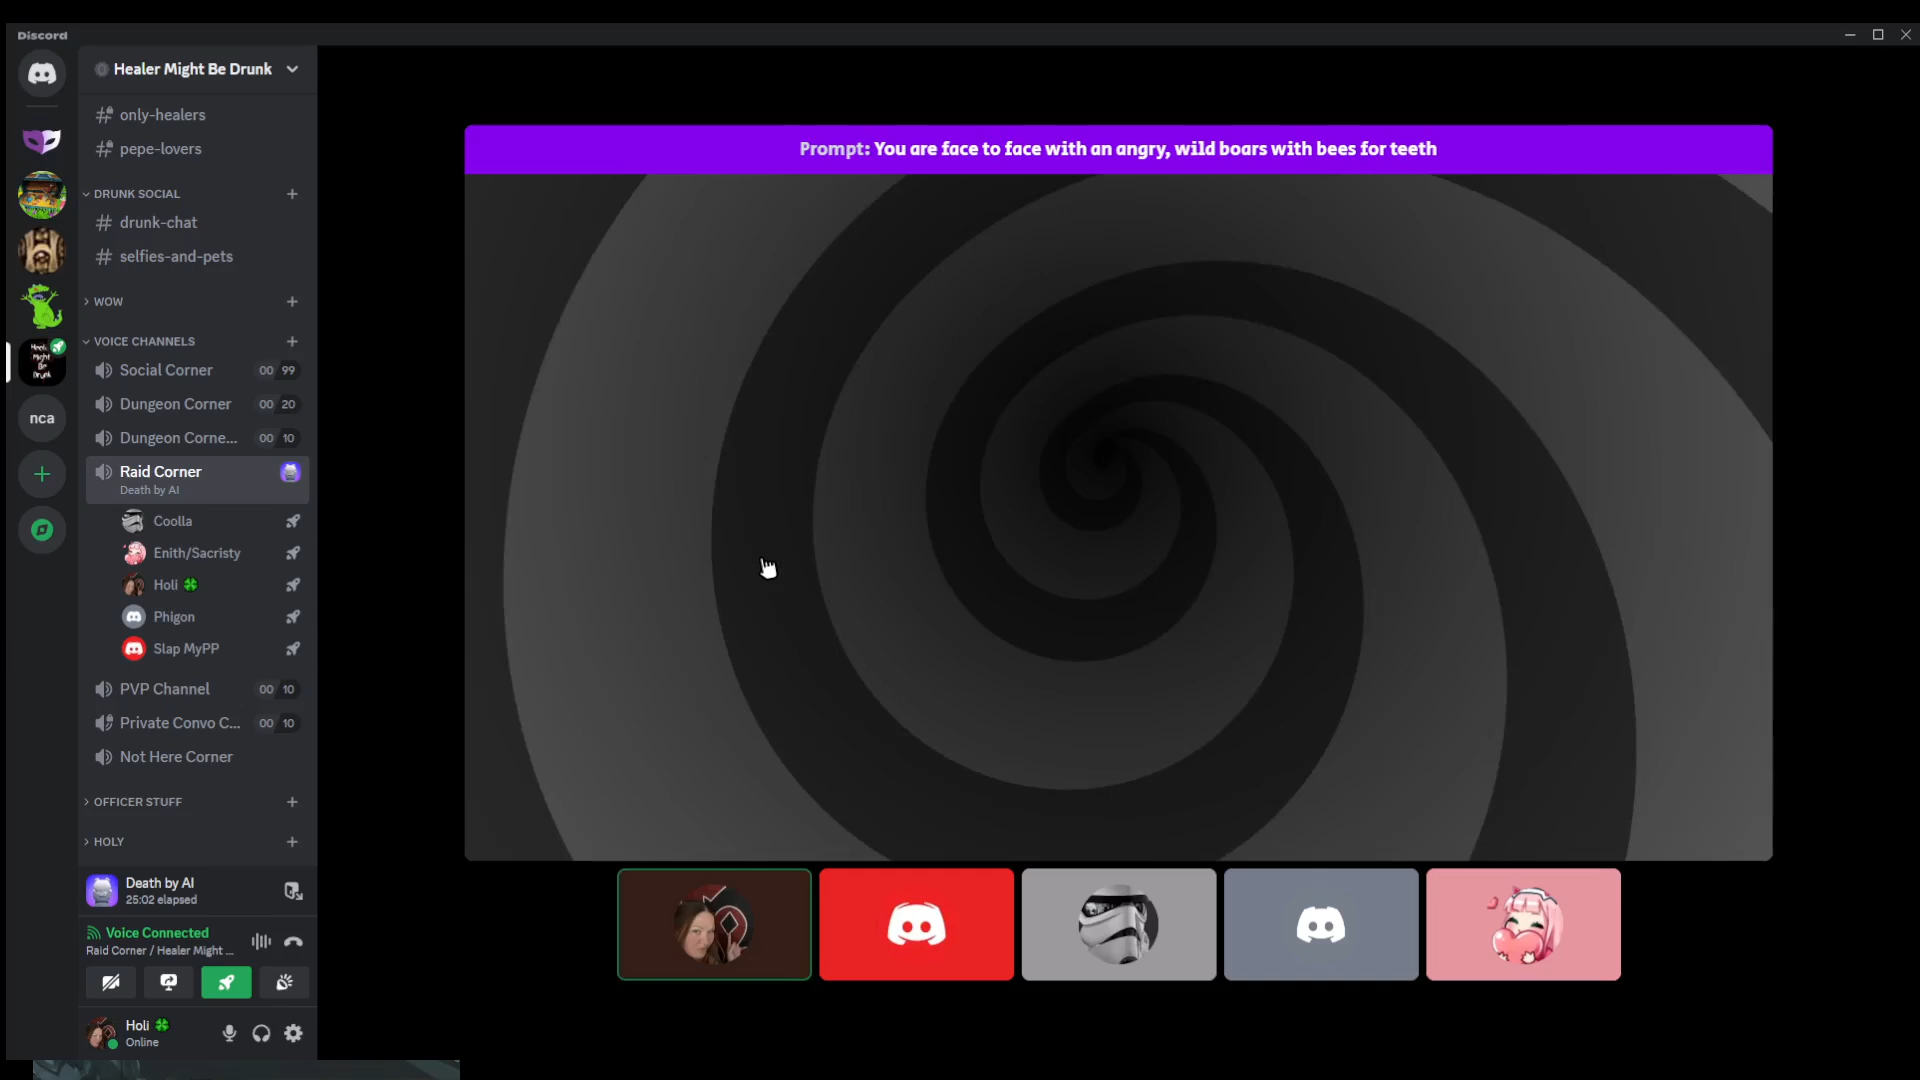 Discord
Healer Might Be Drunk
only-healers
pepe-lovers
DRUNK SOCIAL
drunk-chat
selfies-and-pets
WOW
VOICE CHANNELS
Social Corner 00 99
Dungeon Corner 00 20
Dungeon Corne... 00 10
Raid Corner
Death by AI
Coolla
Enith/Sacristy
Holi
Phigon
Slap MyPP
PVP Channel 00 10
Private Convo C... 00 10
Not Here Corner
OFFICER STUFF
HOLY
Death by AI
25:02 elapsed
Voice Connected
Raid Corner / Healer Might ...
Holi
Online
Might
Be
Drunk
nca
Prompt: You are face to face with an angry, wild boars with bees for teeth